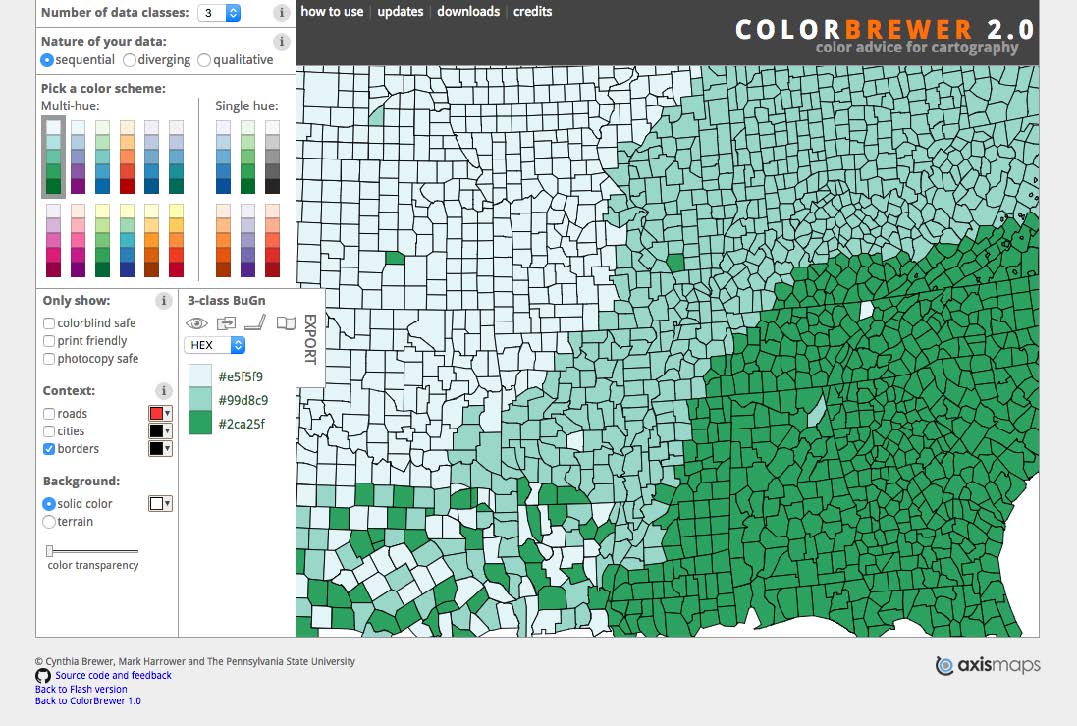 Number of data classes: 3 i
how to use | updates | downloads | credits
COLORBREWER 2.0
color advice for cartography
Nature of your data: i
sequential diverging qualitative
Pick a color scheme:
Multi-hue: Single hue:
Only show: i
colorblind safe
print friendly
photocopy safe
Context: i
roads
cities
borders
Background:
solid color
terrain
color transparency
3-class BuGn
EXPORT
HEX
#e5f5f9
#99d8c9
#2ca25f
© Cynthia Brewer, Mark Harrower and The Pennsylvania State University
Source code and feedback
Back to Flash version
Back to ColorBrewer 1.0
axismaps